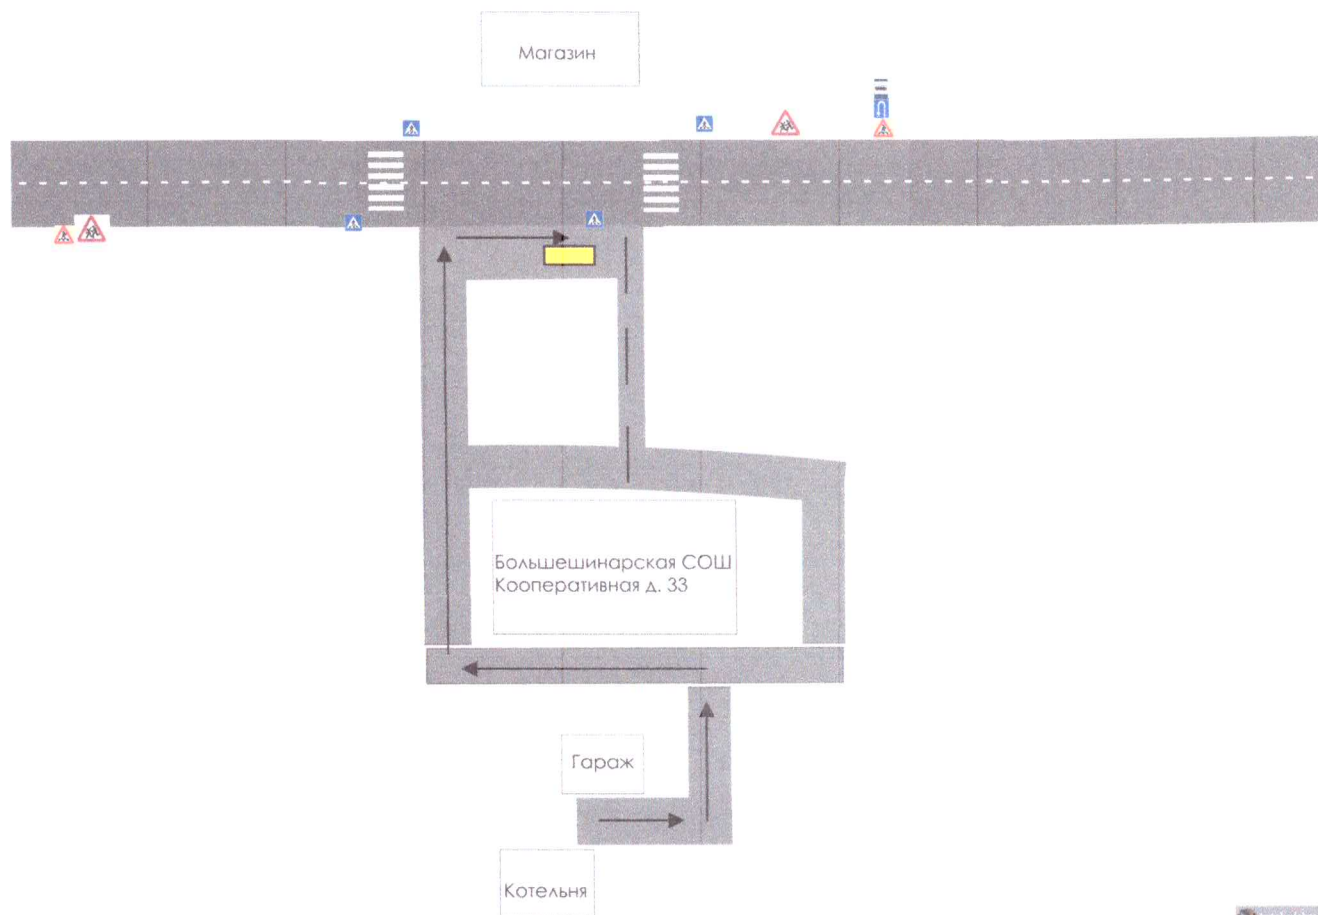 Магазин
Большешинарская СОШ
Кооперативная д. 33
Гараж
Котельня